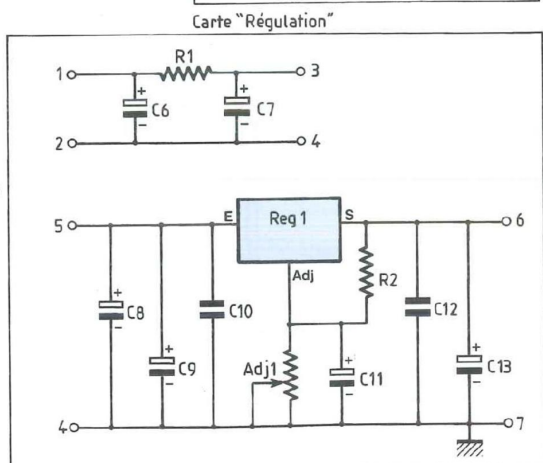 Carte "Régulation"
R1
1 3
+ +
C6 C7
- -
2 4
5 E Reg 1 S 6
Adj
R2
+ C8 - C10 C12
+ C9 - Adj1 + C11 - + C13 -
4 7